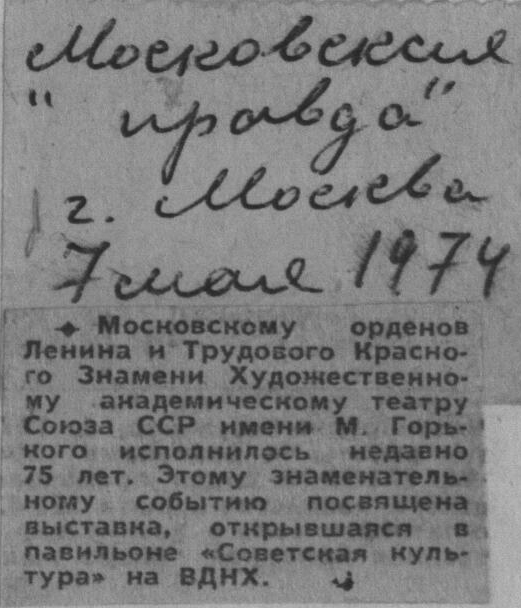 Московская
"правда"
г. Москва
7 мая 1974
Московскому орденов
Ленина и Трудового Красно-
го Знамени Художественно-
му академическому театру
Союза ССР имени М. Горь-
кого исполнилось недавно
75 лет. Этому знаменатель-
ному событию посвящена
выставка, открывшаяся в
павильоне «Советская куль-
тура» на ВДНХ.